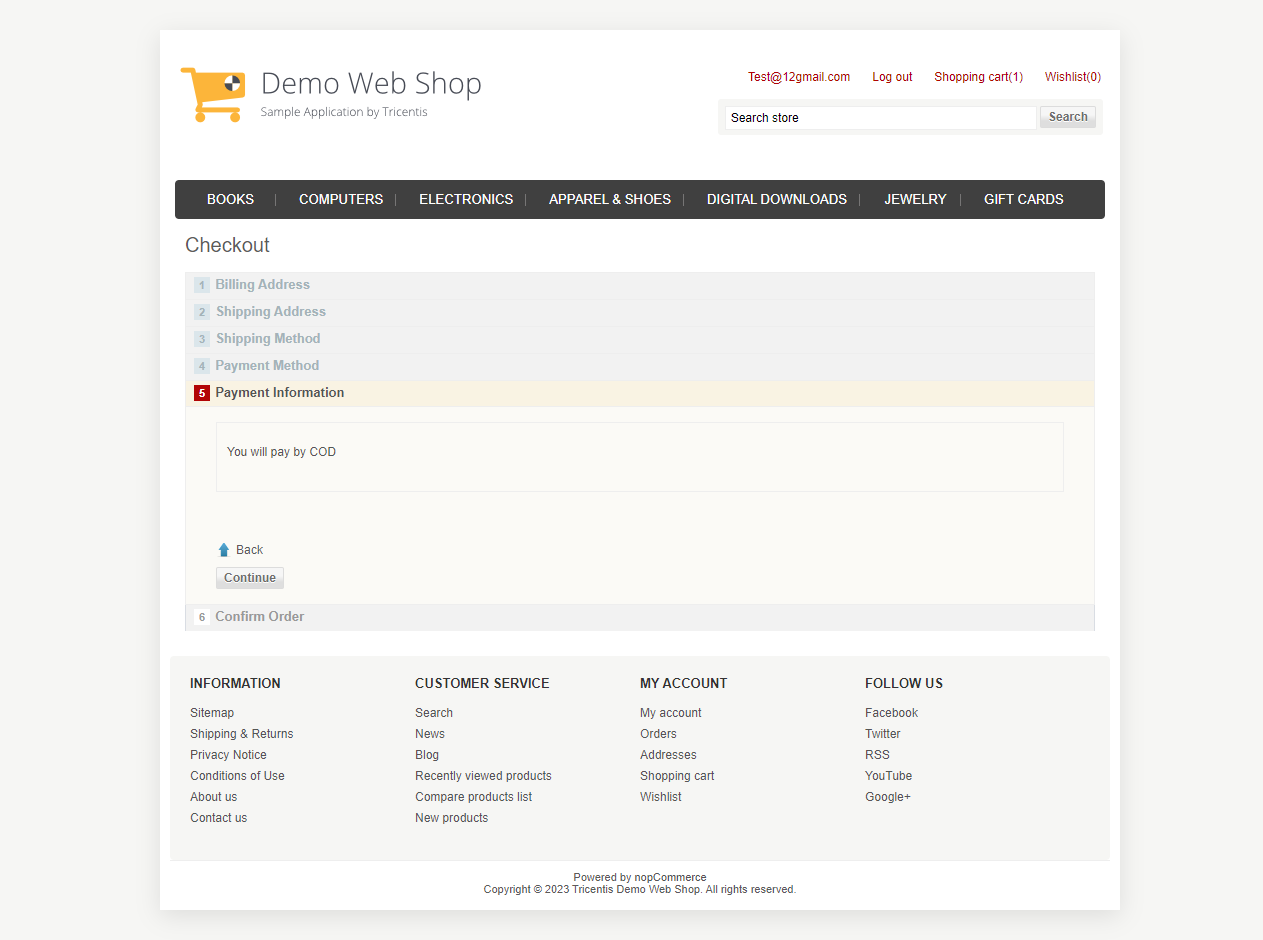 Demo Web Shop
Sample Application by Tricentis
Test@12gmail.com Log out Shopping cart(1) Wishlist(0)
Search store Search
BOOKS COMPUTERS ELECTRONICS APPAREL & SHOES DIGITAL DOWNLOADS JEWELRY GIFT CARDS
Checkout
1 Billing Address
2 Shipping Address
3 Shipping Method
4 Payment Method
5 Payment Information
You will pay by COD
Back
Continue
6 Confirm Order
INFORMATION
Sitemap
Shipping & Returns
Privacy Notice
Conditions of Use
About us
Contact us
CUSTOMER SERVICE
Search
News
Blog
Recently viewed products
Compare products list
New products
MY ACCOUNT
My account
Orders
Addresses
Shopping cart
Wishlist
FOLLOW US
Facebook
Twitter
RSS
YouTube
Google+
Powered by nopCommerce
Copyright © 2023 Tricentis Demo Web Shop. All rights reserved.